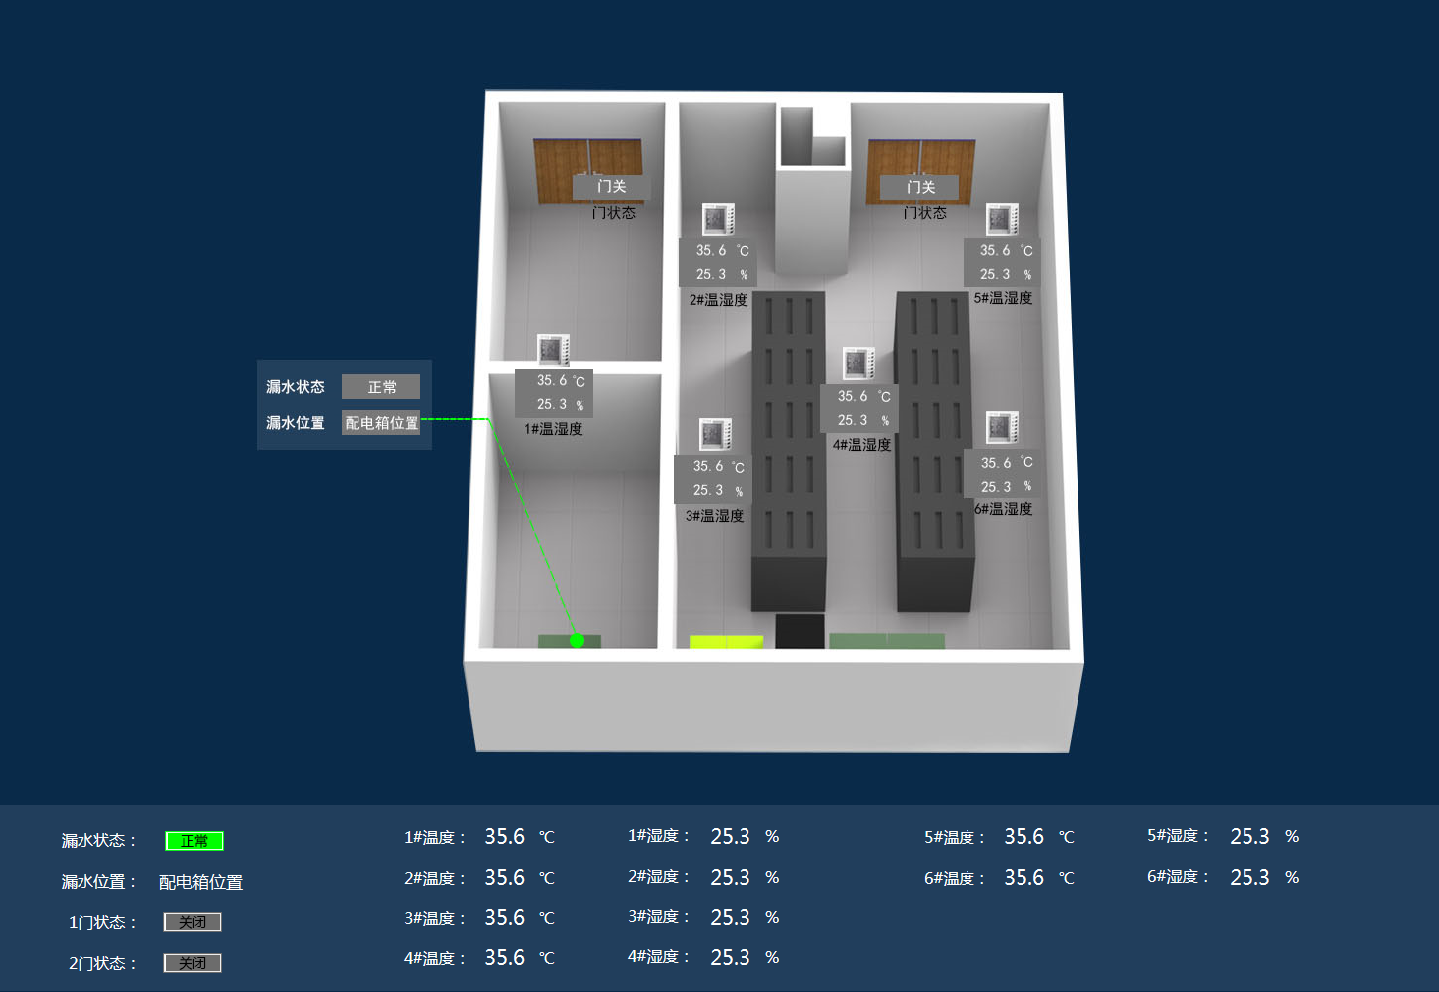 门关
门状态
门关
门状态
35.6 ℃
25.3 %
2#温湿度
35.6 ℃
25.3 %
5#温湿度
漏水状态 正常
漏水位置 配电箱位置
35.6 ℃
25.3 %
1#温湿度
35.6 ℃
25.3 %
4#温湿度
35.6 ℃
25.3 %
3#温湿度
35.6 ℃
25.3 %
6#温湿度
漏水状态： 正常
漏水位置： 配电箱位置
1门状态： 关闭
2门状态： 关闭
1#温度： 35.6 ℃
2#温度： 35.6 ℃
3#温度： 35.6 ℃
4#温度： 35.6 ℃
1#湿度： 25.3 %
2#湿度： 25.3 %
3#湿度： 25.3 %
4#湿度： 25.3 %
5#温度： 35.6 ℃
6#温度： 35.6 ℃
5#湿度： 25.3 %
6#湿度： 25.3 %